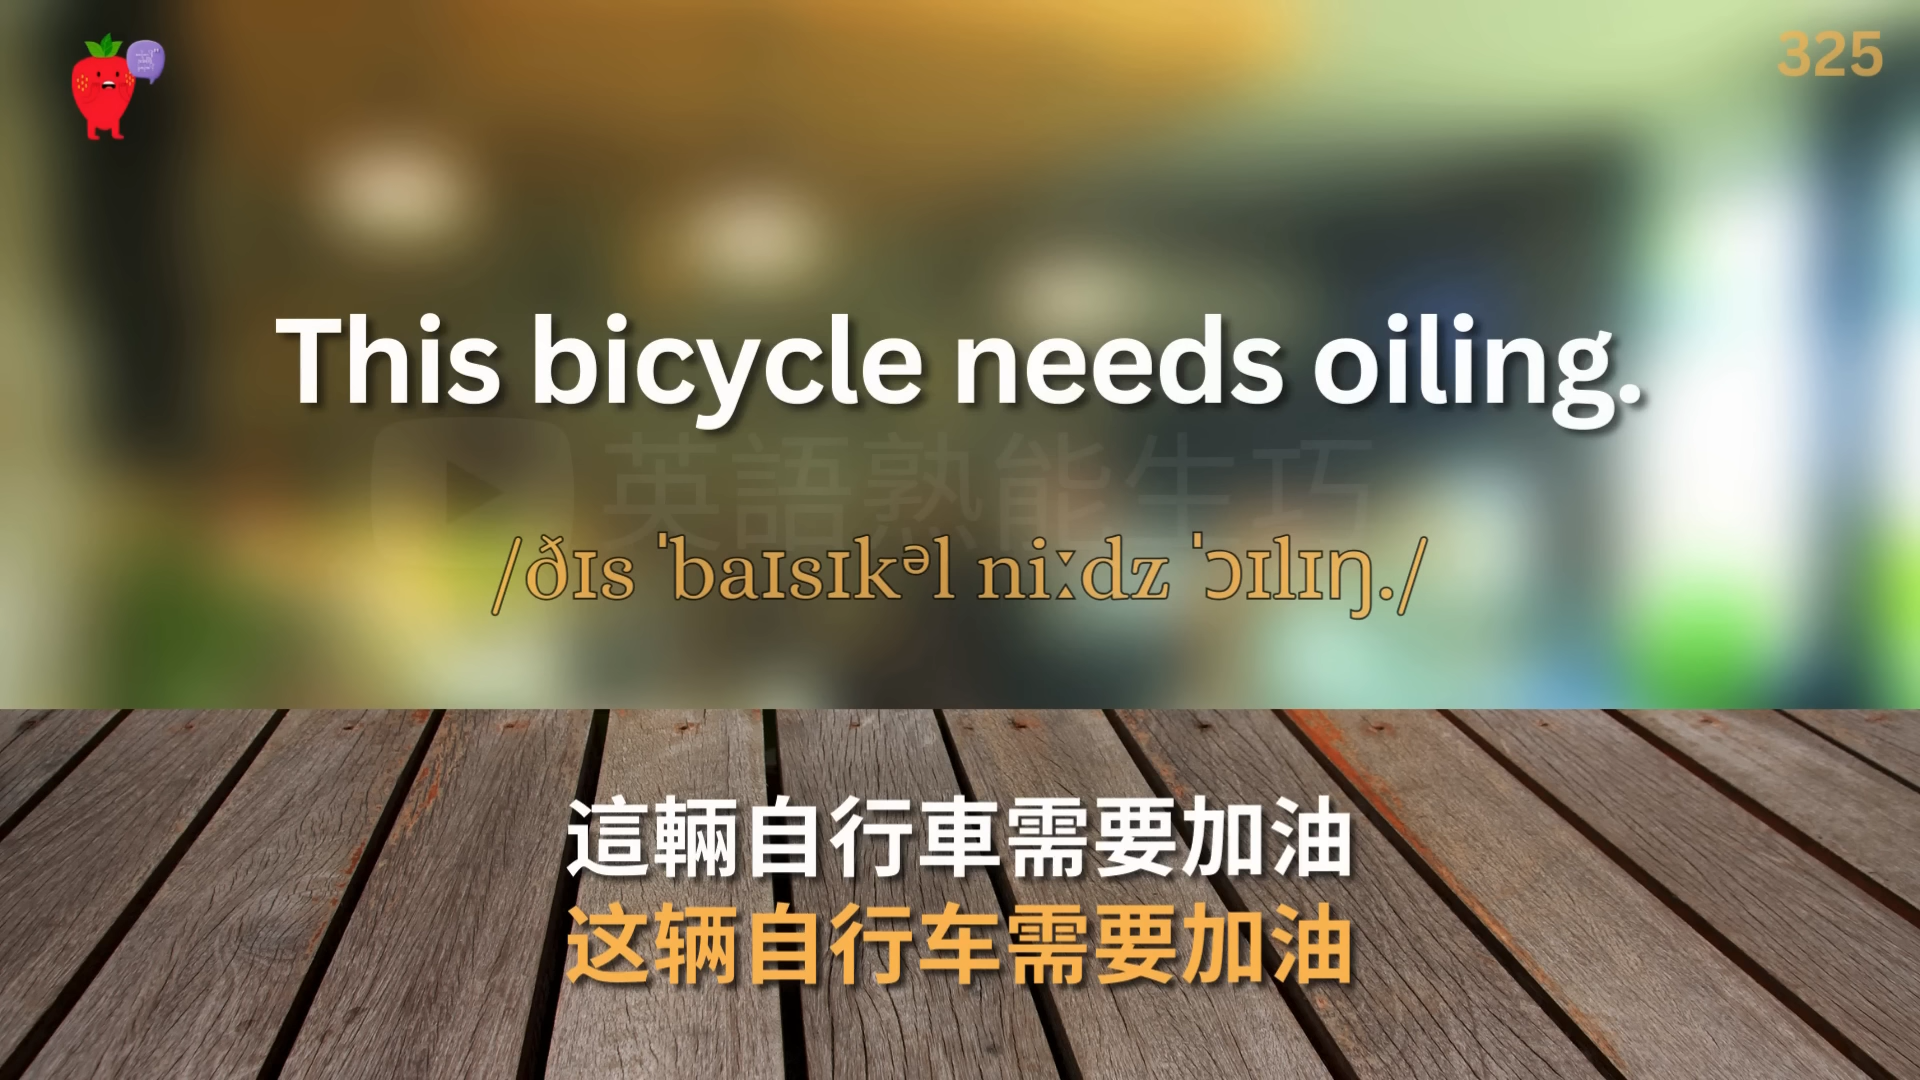 325
This bicycle needs oiling.
英語熟能生巧
/ðɪs ˈbaɪsɪkᵊl niːdz ˈɔɪlɪŋ./
這輛自行車需要加油
这辆自行车需要加油